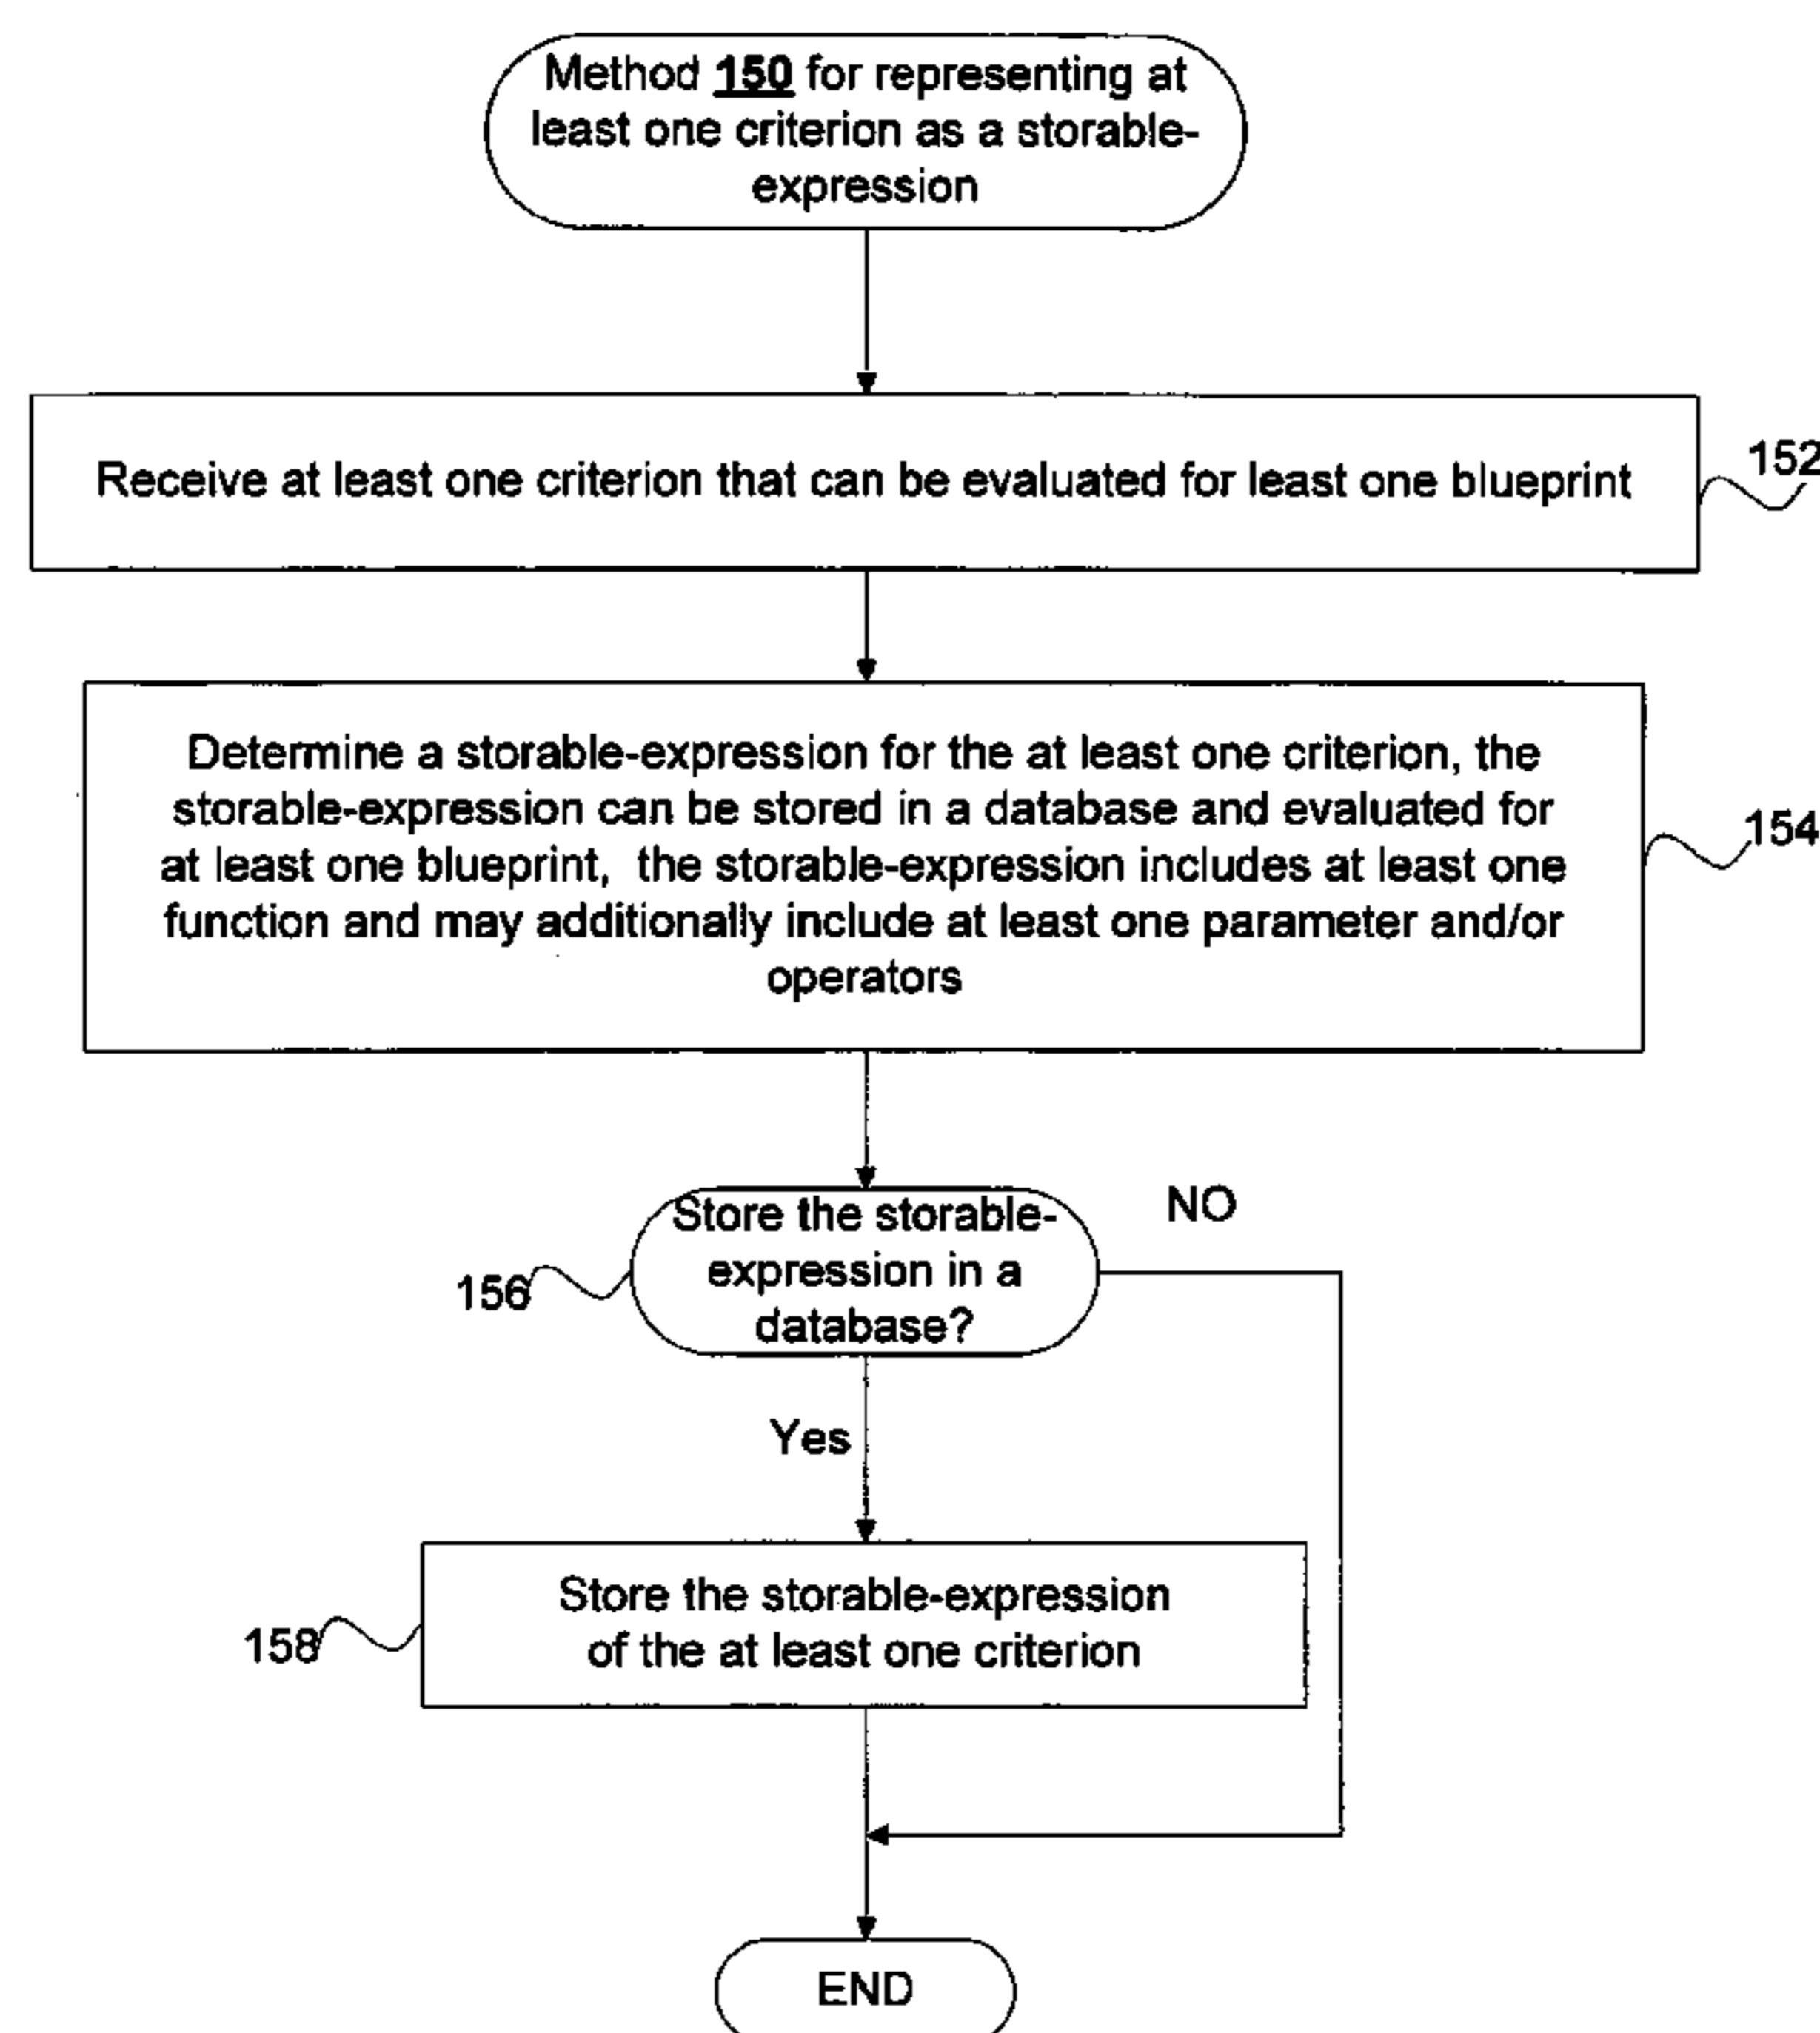 Method 150 for representing at
least one criterion as a storable-
expression
Receive at least one criterion that can be evaluated for least one blueprint
152
Determine a storable-expression for the at least one criterion, the
storable-expression can be stored in a database and evaluated for
at least one blueprint, the storable-expression includes at least one
function and may additionally include at least one parameter and/or
operators
154
Store the storable-
expression in a
database?
NO
156
Yes
Store the storable-expression
of the at least one criterion
158
END